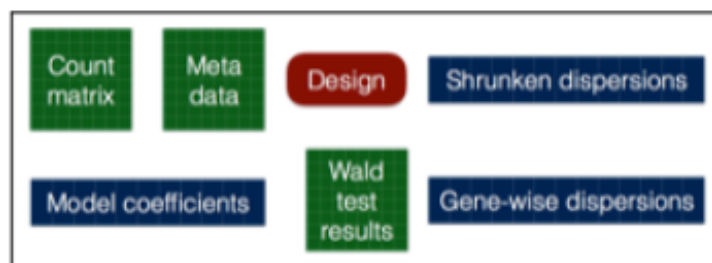 Count
matrix
Meta
data
Design
Shrunken dispersions
Model coefficients
Wald
test
results
Gene-wise dispersions